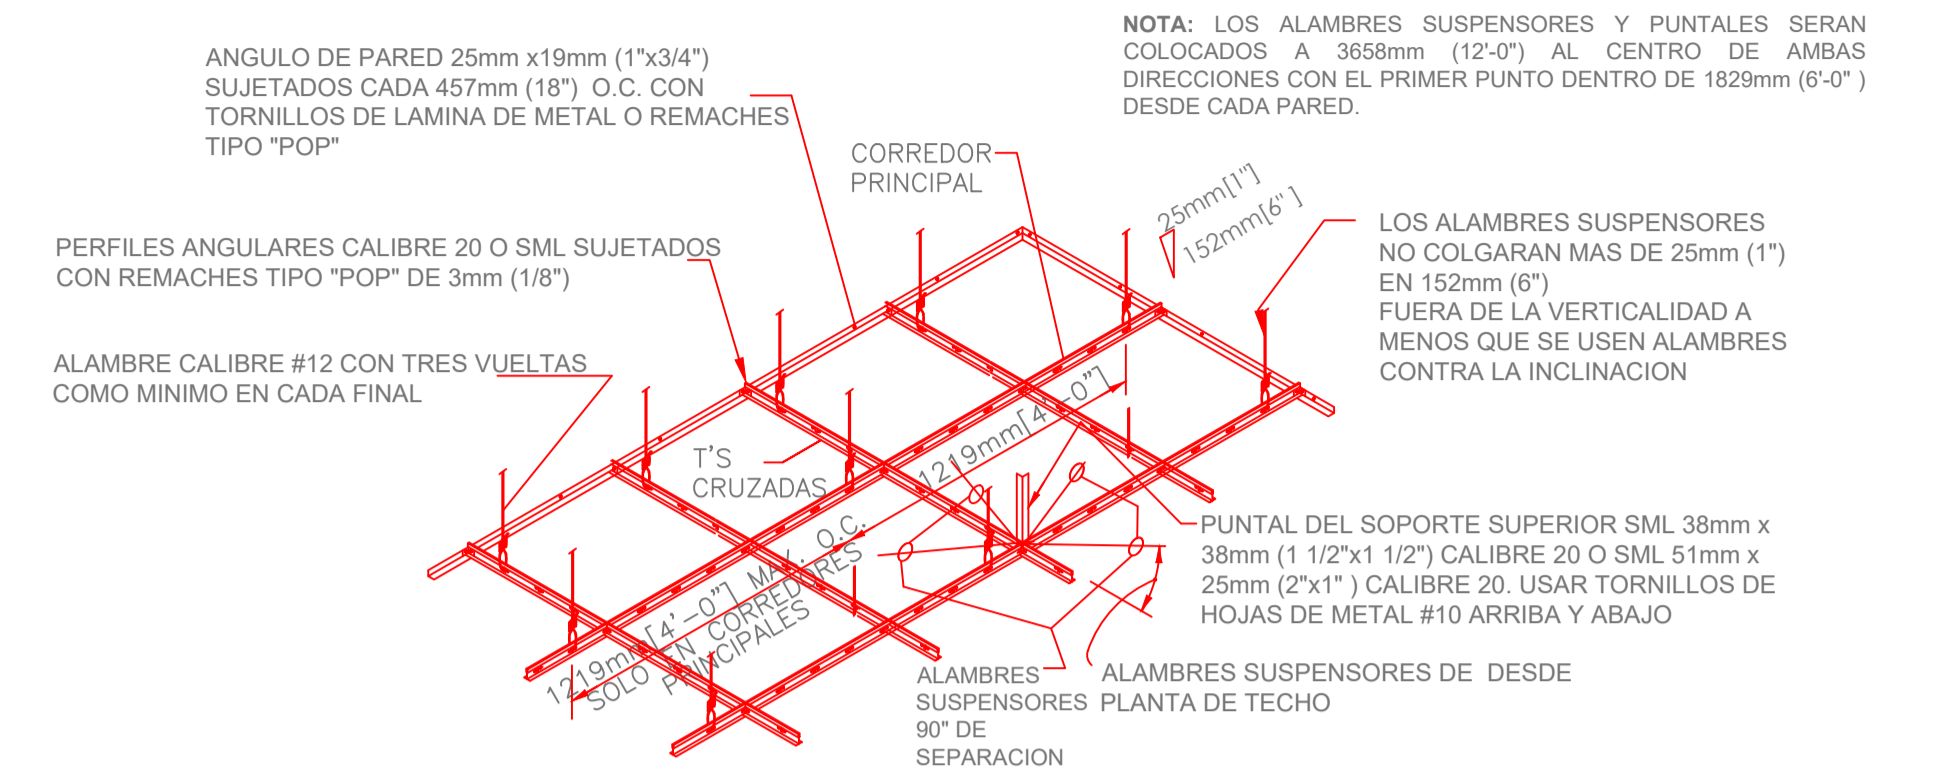 NOTA: LOS ALAMBRES SUSPENSORES Y PUNTALES SERAN
COLOCADOS A 3658mm (12'-0") AL CENTRO DE AMBAS
DIRECCIONES CON EL PRIMER PUNTO DENTRO DE 1829mm (6'-0" )
DESDE CADA PARED.
ANGULO DE PARED 25mm x19mm (1"x3/4")
SUJETADOS CADA 457mm (18") O.C. CON
TORNILLOS DE LAMINA DE METAL O REMACHES
TIPO "POP"
CORREDOR
PRINCIPAL
25mm[1"]
152mm[6" ]
PERFILES ANGULARES CALIBRE 20 O SML SUJETADOS
CON REMACHES TIPO "POP" DE 3mm (1/8")
LOS ALAMBRES SUSPENSORES
NO COLGARAN MAS DE 25mm (1")
EN 152mm (6")
FUERA DE LA VERTICALIDAD A
MENOS QUE SE USEN ALAMBRES
CONTRA LA INCLINACION
ALAMBRE CALIBRE #12 CON TRES VUELTAS
COMO MINIMO EN CADA FINAL
T'S
CRUZADAS
1219mm[4'-0"]
1219mm[4'-0"] MAX. O.C.
SOLO EN CORREDORES
PRINCIPALES
PUNTAL DEL SOPORTE SUPERIOR SML 38mm x
38mm (1 1/2"x1 1/2") CALIBRE 20 O SML 51mm x
25mm (2"x1" ) CALIBRE 20. USAR TORNILLOS DE
HOJAS DE METAL #10 ARRIBA Y ABAJO
ALAMBRES
SUSPENSORES
90" DE
SEPARACION
ALAMBRES SUSPENSORES DE DESDE
PLANTA DE TECHO